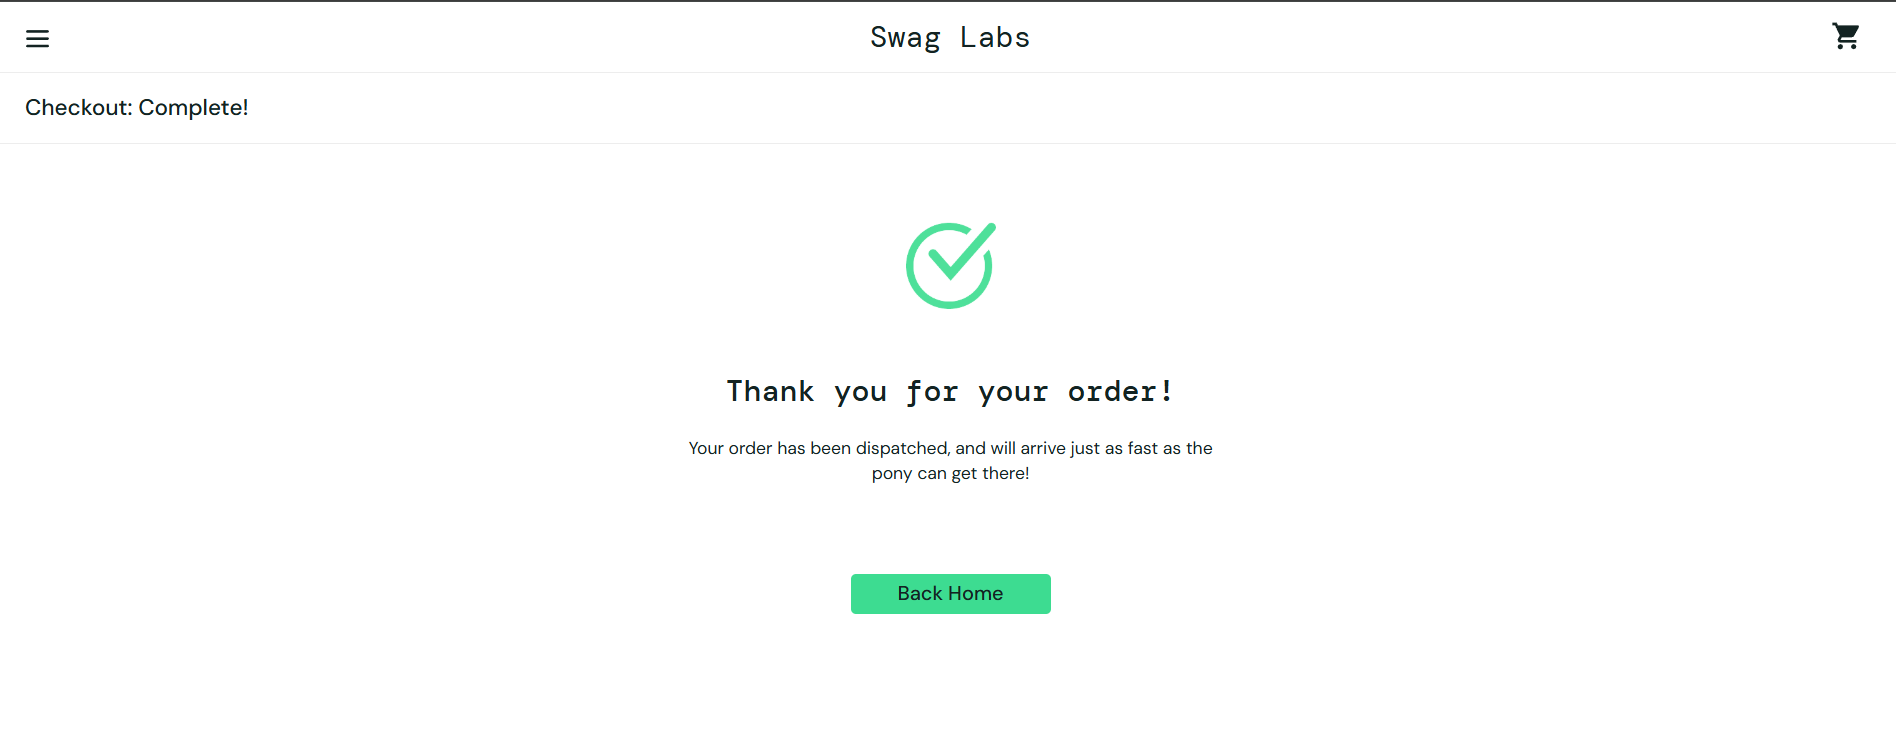 Swag Labs
Checkout: Complete!
Thank you for your order!
Your order has been dispatched, and will arrive just as fast as the
pony can get there!
Back Home